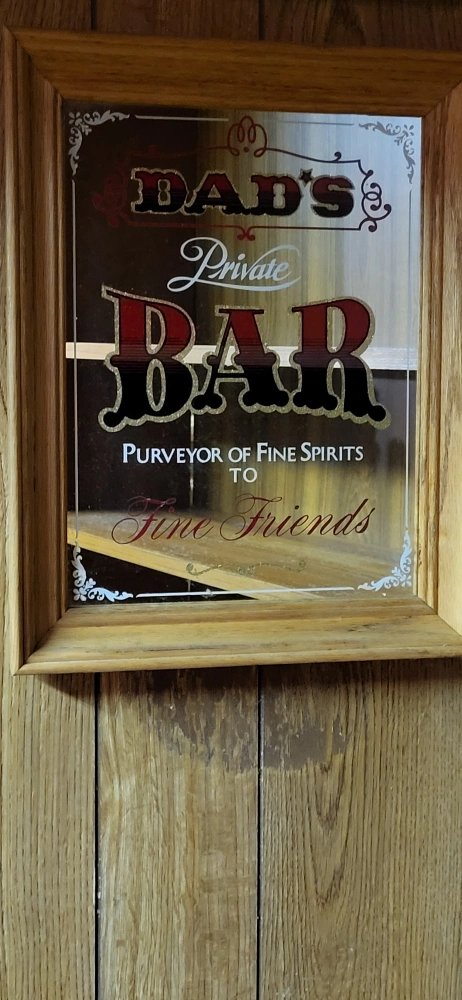 DAD'S
Private
BAR
PURVEYOR OF FINE SPIRITS
TO
Fine Friends